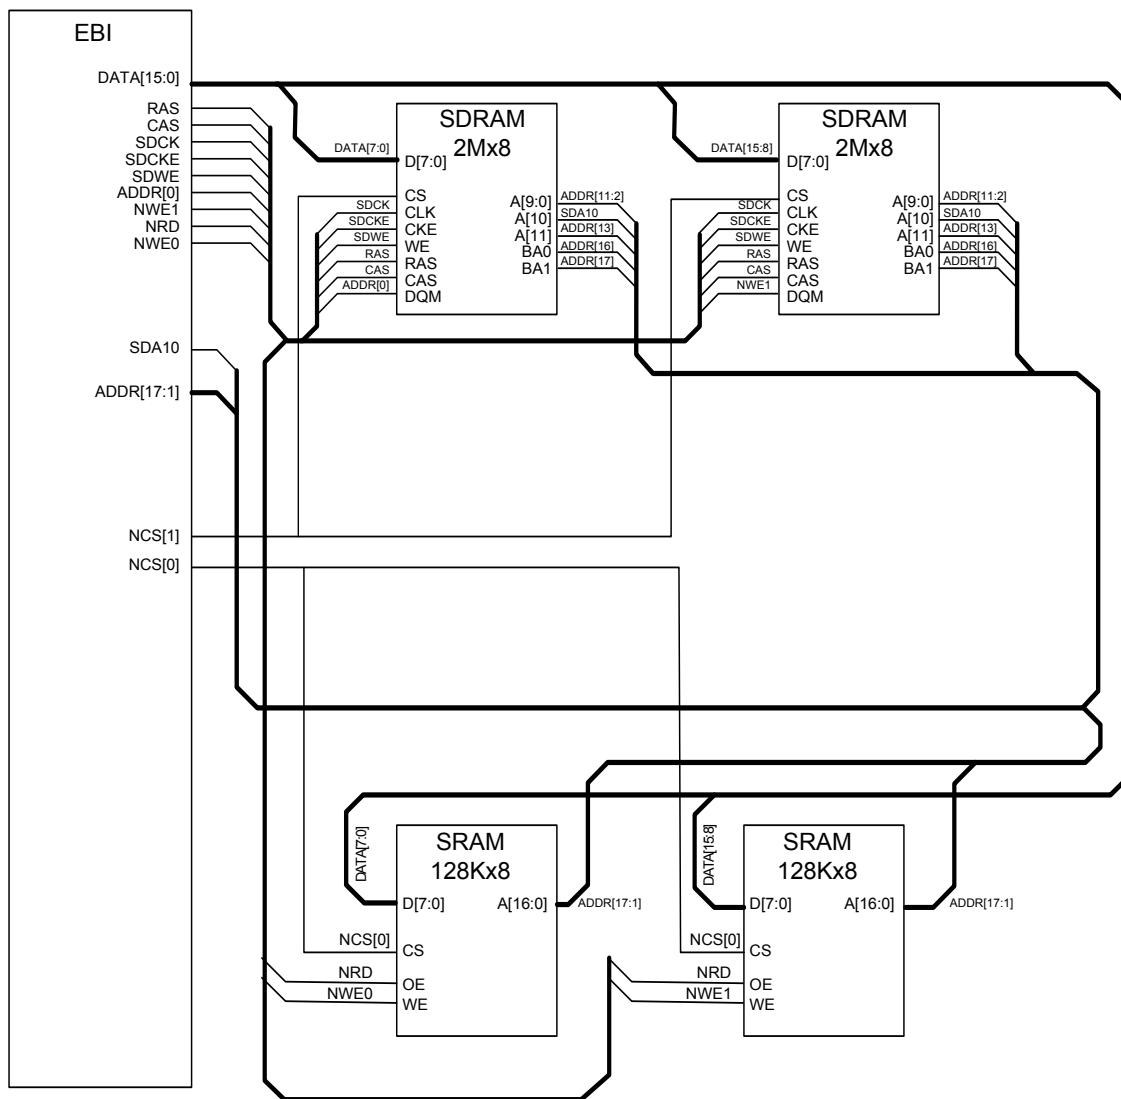 EBI
DATA[15:0]
RAS
CAS
SDCK
SDCKE
SDWE
ADDR[0]
NWE1
NRD
NWE0
SDA10
ADDR[17:1]
NCS[1]
NCS[0]
SDRAM
2Mx8
DATA[7:0]
D[7:0]
CS
SDCK
CLK
SDCKE
CKE
SDWE
WE
RAS
RAS
CAS
CAS
ADDR[0]
DQM
A[9:0]
ADDR[11:2]
A[10]
SDA10
A[11]
ADDR[13]
BA0
ADDR[16]
BA1
ADDR[17]
SDRAM
2Mx8
DATA[15:8]
D[7:0]
CS
SDCK
CLK
SDCKE
CKE
SDWE
WE
RAS
RAS
CAS
CAS
NWE1
DQM
A[9:0]
ADDR[11:2]
A[10]
SDA10
A[11]
ADDR[13]
BA0
ADDR[16]
BA1
ADDR[17]
SRAM
128Kx8
DATA[7:0]
D[7:0]
A[16:0]
ADDR[17:1]
NCS[0]
CS
NRD
OE
NWE0
WE
SRAM
128Kx8
DATA[15:8]
D[7:0]
A[16:0]
ADDR[17:1]
NCS[0]
CS
NRD
OE
NWE1
WE